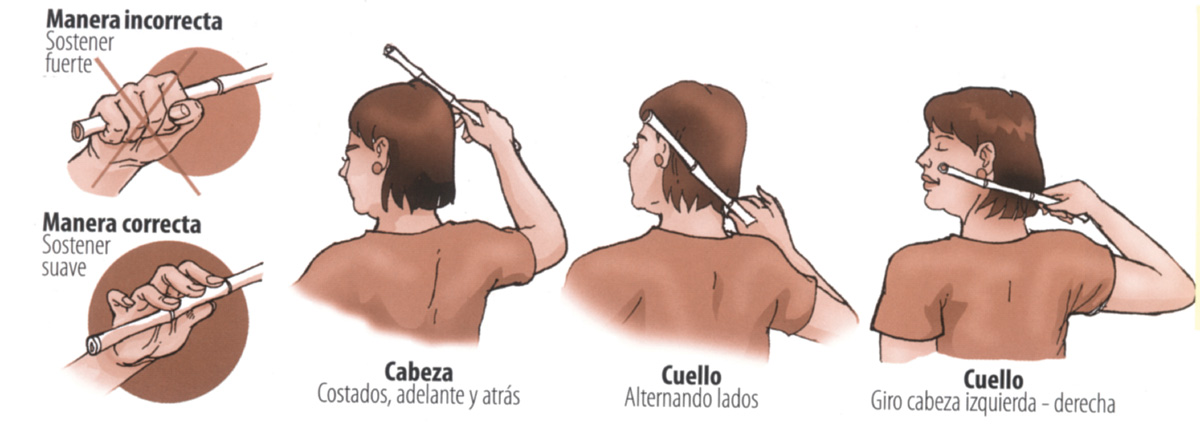 Manera incorrecta
Sostener
fuerte
Manera correcta
Sostener
suave
Cabeza
Costados, adelante y atrás
Cuello
Alternando lados
Cuello
Giro cabeza izquierda - derecha